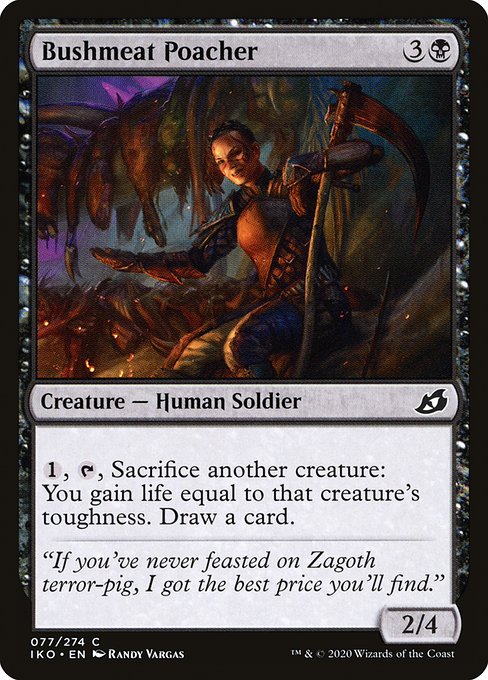 Bushmeat Poacher 3
Creature — Human Soldier
1, , Sacrifice another creature:
You gain life equal to that creature's
toughness. Draw a card.
“If you've never feasted on Zagoth
terror-pig, I got the best price you'll find.”
2/4
077/274 C
IKO • EN Randy Vargas
™ & © 2020 Wizards of the Coast